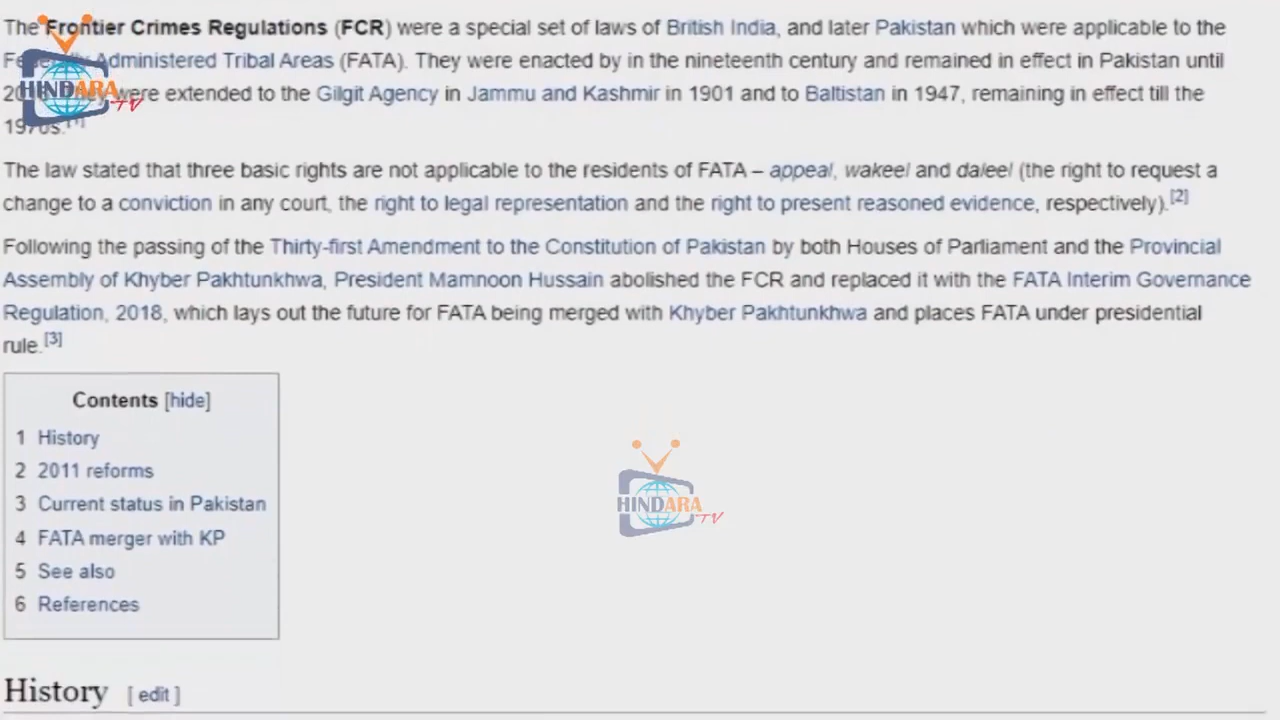 The Frontier Crimes Regulations (FCR) were a special set of laws of British India, and later Pakistan which were applicable to the
Administered Tribal Areas (FATA). They were enacted by in the nineteenth century and remained in effect in Pakistan until
were extended to the Gilgit Agency in Jammu and Kashmir in 1901 and to Baltistan in 1947, remaining in effect till the
1970s.[1]
HINDARA
TV
The law stated that three basic rights are not applicable to the residents of FATA – appeal, wakeel and daleel (the right to request a
change to a conviction in any court, the right to legal representation and the right to present reasoned evidence, respectively).[2]
Following the passing of the Thirty-first Amendment to the Constitution of Pakistan by both Houses of Parliament and the Provincial
Assembly of Khyber Pakhtunkhwa, President Mamnoon Hussain abolished the FCR and replaced it with the FATA Interim Governance
Regulation, 2018, which lays out the future for FATA being merged with Khyber Pakhtunkhwa and places FATA under presidential
rule.[3]
Contents [hide]
1 History
2 2011 reforms
3 Current status in Pakistan
4 FATA merger with KP
5 See also
6 References
HINDARA
TV
History [ edit ]